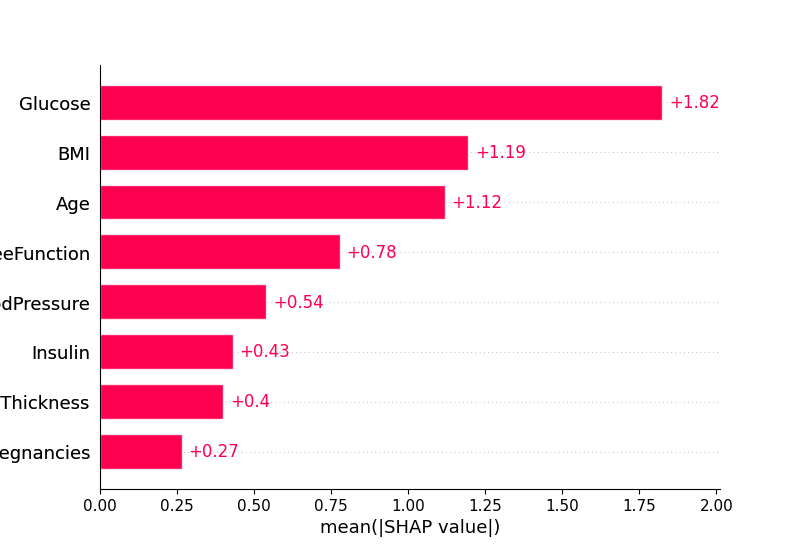 Glucose +1.82
BMI +1.19
Age +1.12
eeFunction +0.78
dPressure +0.54
Insulin +0.43
Thickness +0.4
egnancies +0.27
0.00 0.25 0.50 0.75 1.00 1.25 1.50 1.75 2.00
mean(|SHAP value|)